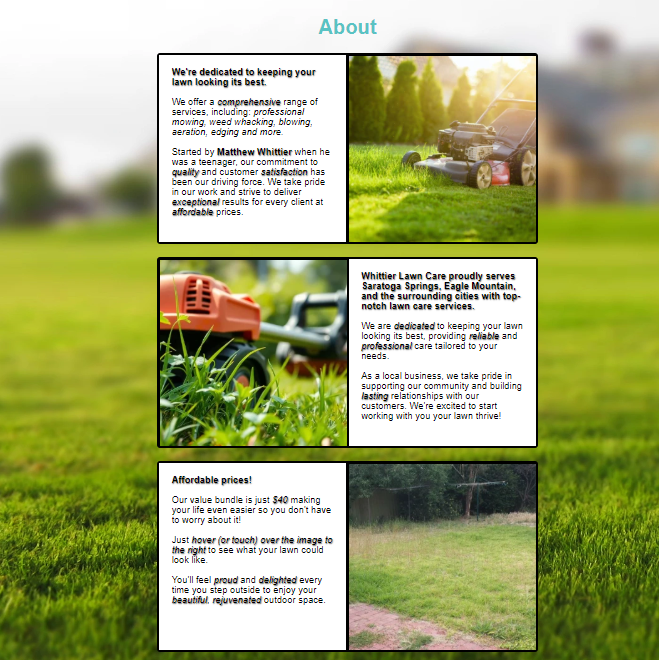 About
We're dedicated to keeping your
lawn looking its best.
We offer a comprehensive range of
services, including: professional
mowing, weed whacking, blowing,
aeration, edging and more.
Started by Matthew Whittier when he
was a teenager, our commitment to
quality and customer satisfaction has
been our driving force. We take pride
in our work and strive to deliver
exceptional results for every client at
affordable prices.
Whittier Lawn Care proudly serves
Saratoga Springs, Eagle Mountain,
and the surrounding cities with top-
notch lawn care services.
We are dedicated to keeping your lawn
looking its best, providing reliable and
professional care tailored to your
needs.
As a local business, we take pride in
supporting our community and building
lasting relationships with our
customers. We're excited to start
working with you your lawn thrive!
Affordable prices!
Our value bundle is just $40 making
your life even easier so you don't have
to worry about it!
Just hover (or touch) over the image to
the right to see what your lawn could
look like.
You'll feel proud and delighted every
time you step outside to enjoy your
beautiful, rejuvenated outdoor space.